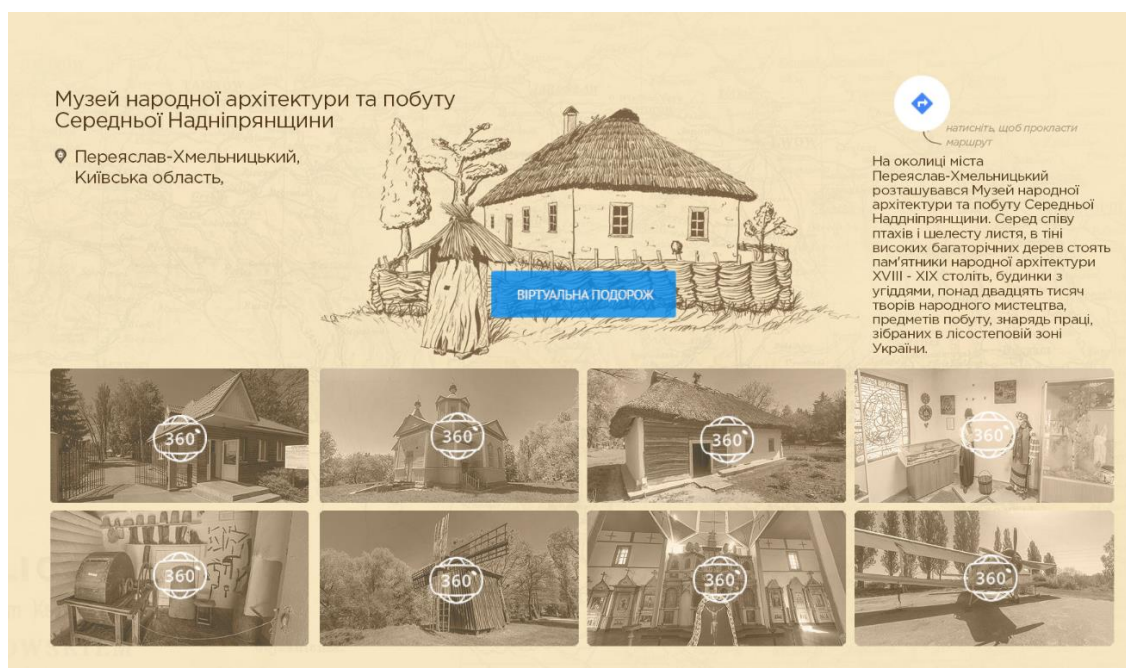 Музей народної архітектури та побуту
Середньої Надніпрянщини
Переяслав-Хмельницький,
Київська область,
натисніть, щоб прокласти
маршрут
На околиці міста
Переяслав-Хмельницький
розташувався Музей народної
архітектури та побуту Середньої
Наддніпрянщини. Серед співу
птахів і шелесту листя, в тіні
високих багаторічних дерев стоять
пам'ятники народної архітектури
XVIII - XIX століть, будинки з
угіддями, понад двадцять тисяч
творів народного мистецтва,
предметів побуту, знарядь праці,
зібраних в лісостеповій зоні
України.
ВІРТУАЛЬНА ПОДОРОЖ
360°
360°
360°
360°
360°
360°
360°
360°